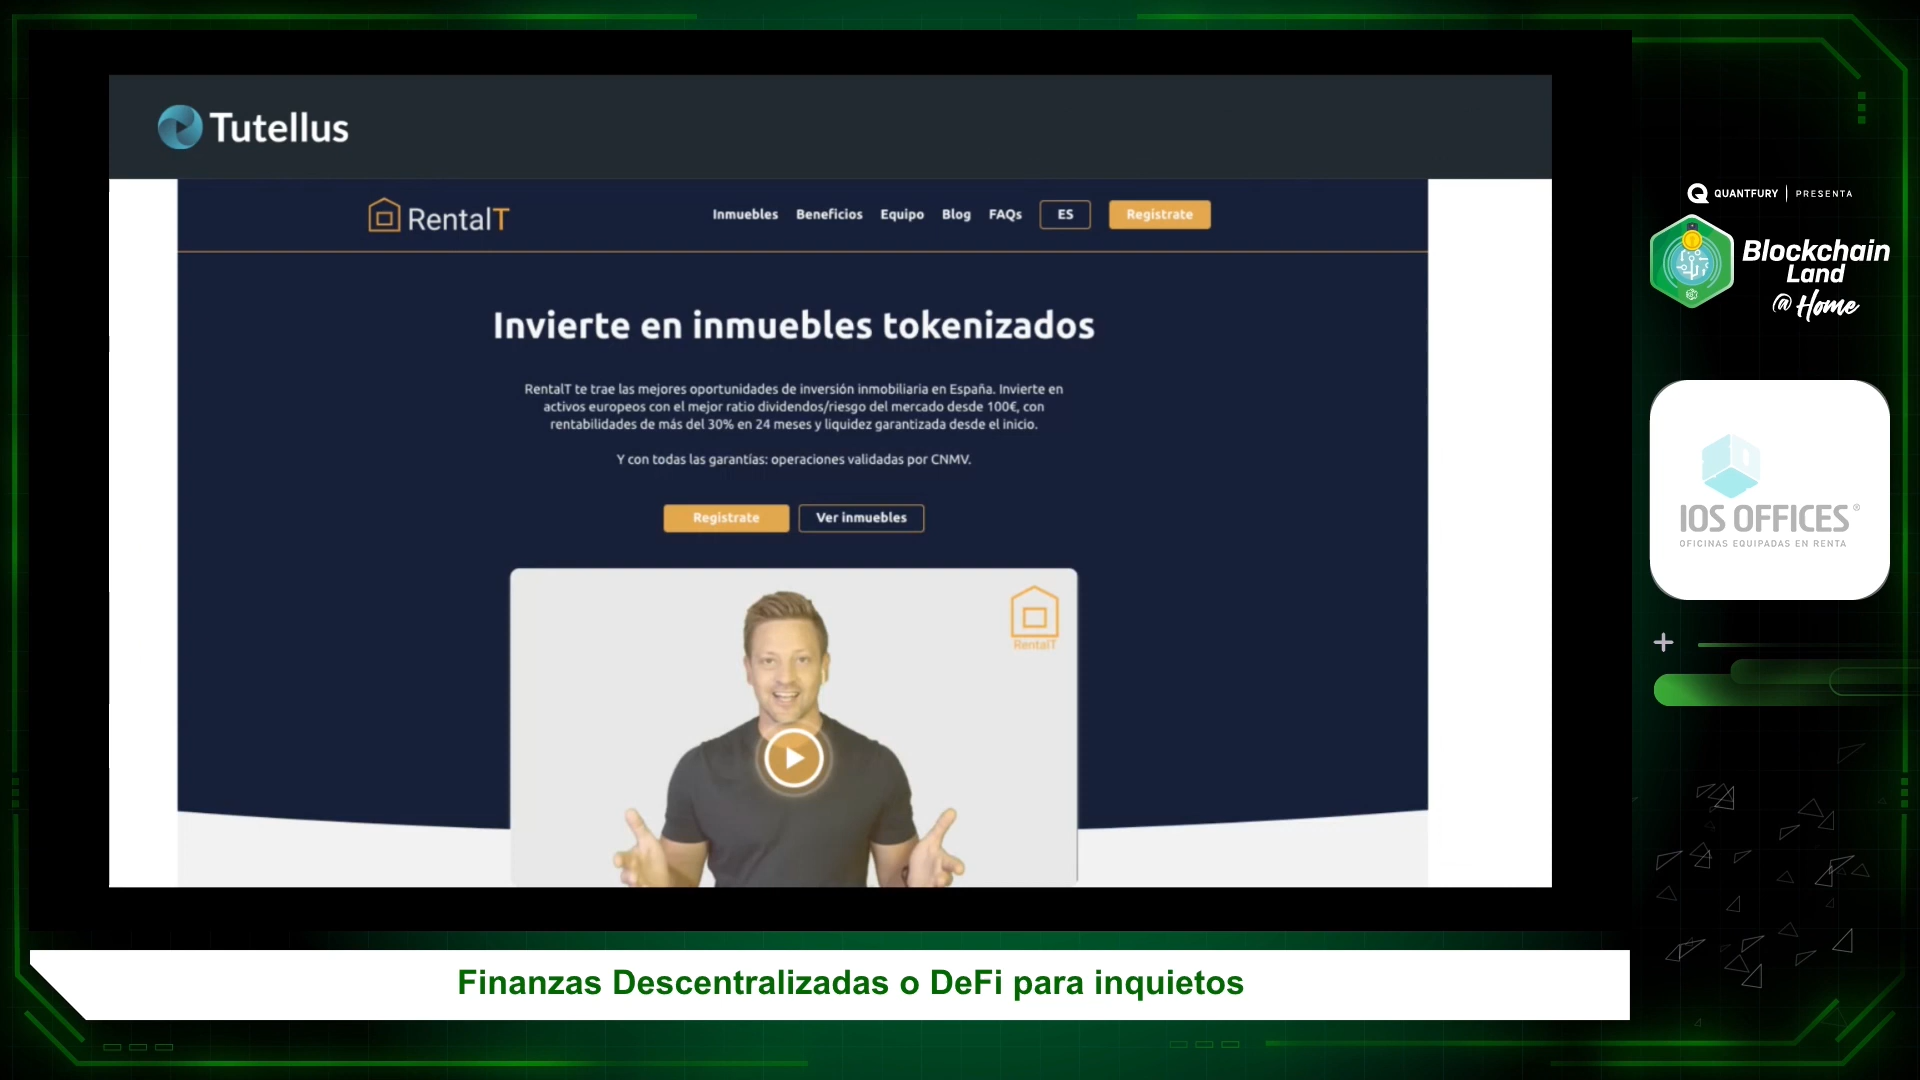 Tutellus
RentalT
Inmuebles Beneficios Equipo Blog FAQs ES Registrate
Invierte en inmuebles tokenizados
RentalT te trae las mejores oportunidades de inversión inmobiliaria en España. Invierte en
activos europeos con el mejor ratio dividendos/riesgo del mercado desde 100€, con
rentabilidades de más del 30% en 24 meses y liquidez garantizada desde el inicio.
Y con todas las garantías: operaciones validadas por CNMV.
Registrate Ver inmuebles
RentalT
QUANTFURY | PRESENTA
Blockchain
Land
@Home
IOS OFFICES®
OFICINAS EQUIPADAS EN RENTA
Finanzas Descentralizadas o DeFi para inquietos